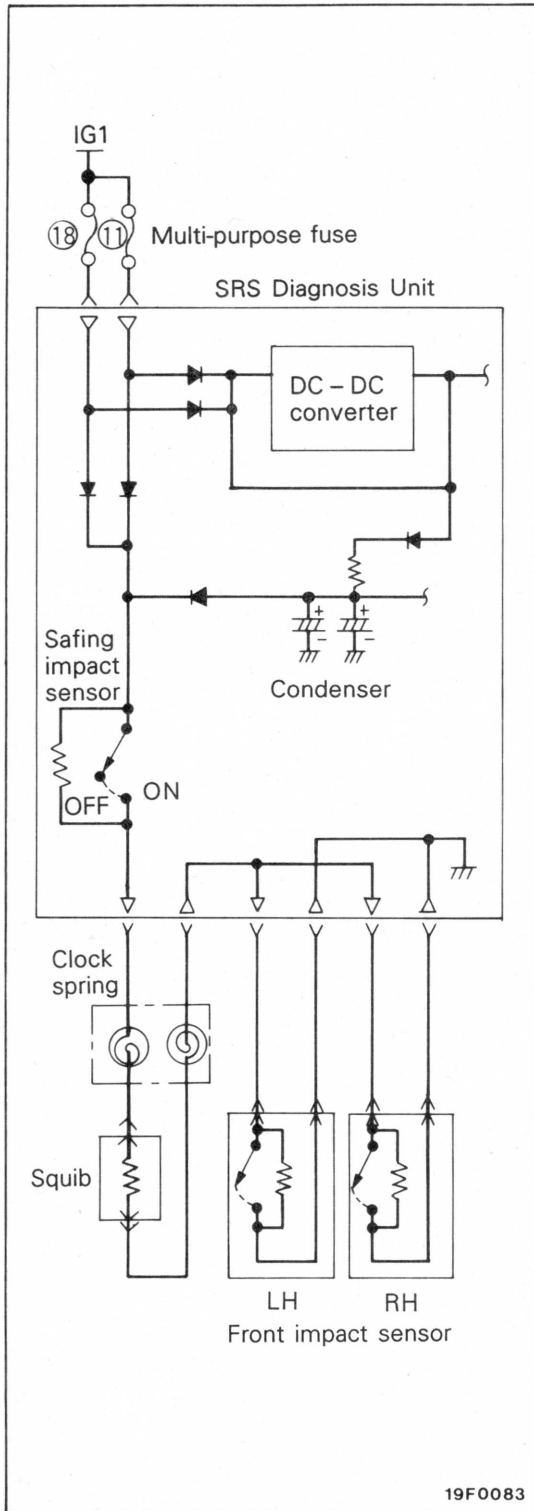 IG1
⑱ ⑪ Multi-purpose fuse
SRS Diagnosis Unit
DC – DC
converter
+ +
– –
Safing
impact
sensor
Condenser
OFF ON
Clock
spring
Squib
LH RH
Front impact sensor
19F0083